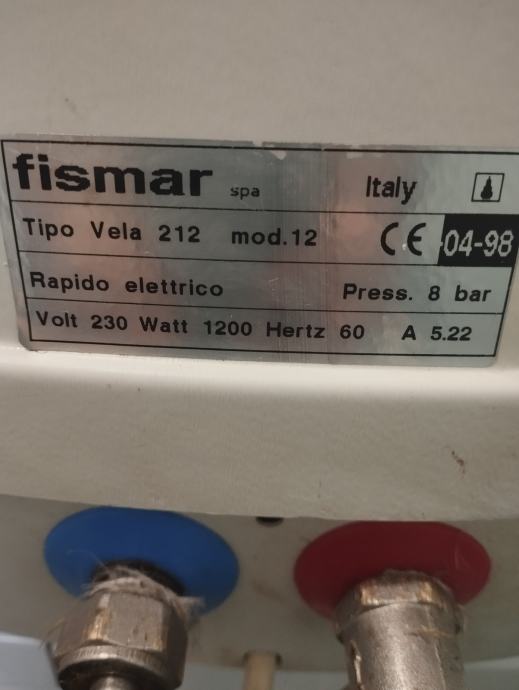 fismar spa Italy
Tipo Vela 212 mod.12 CE 04-98
Rapido elettrico Press. 8 bar
Volt 230 Watt 1200 Hertz 60 A 5.22